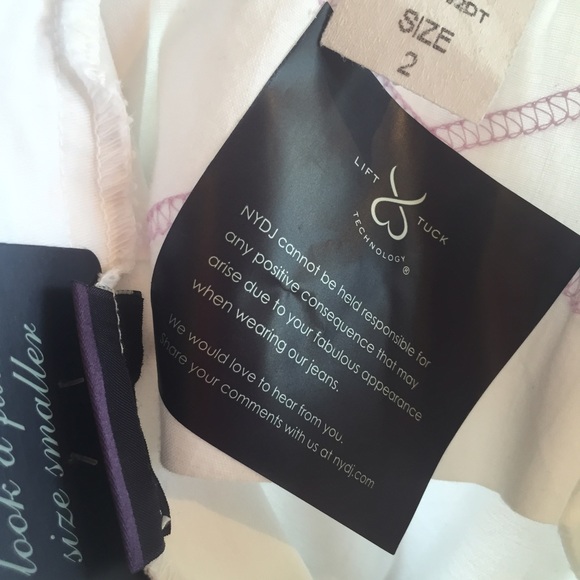 SIZE
2
LIFT
TUCK
TECHNOLOGY
®
NYDJ cannot be held responsible for
any positive consequence that may
arise due to your fabulous appearance
when wearing our jeans.
We would love to hear from you.
Share your comments with us at nydj.com
look a
size smaller